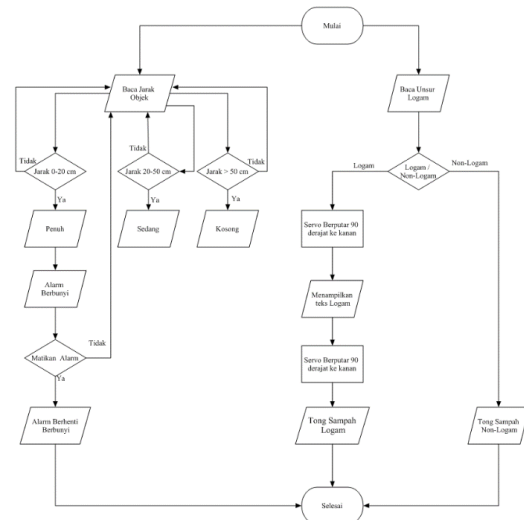 Mulai
Baca Jarak
Objek
Baca Unsur
Logam
Tidak
Tidak
Tidak
Jarak 0-20 cm
Jarak 20-50 cm
Jarak > 50 cm
Logam
Logam /
Non-Logam
Non-Logam
Ya
Ya
Ya
Penuh
Sedang
Kosong
Servo Berputar 90
derajat ke kanan
Alarm
Berbunyi
Menampilkan
teks Logam
Tidak
Matikan Alarm
Servo Berputar 90
derajat ke kanan
Ya
Alarm Berhenti
Berbunyi
Tong Sampah
Logam
Tong Sampah
Non-Logam
Selesai